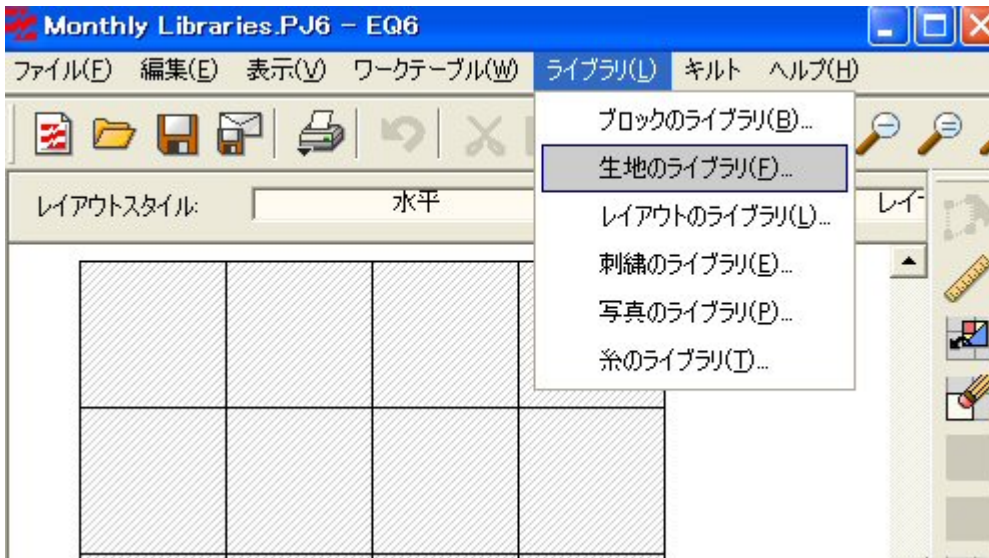 Monthly Libraries.PJ6 - EQ6
ファイル(F) 編集(E) 表示(V) ワークテーブル(W) ライブラリ(L) キルト ヘルプ(H)
ブロックのライブラリ(B)...
生地のライブラリ(F)...
レイアウトのライブラリ(L)...
刺繍のライブラリ(E)...
写真のライブラリ(P)...
糸のライブラリ(T)...
レイアウトスタイル: 水平